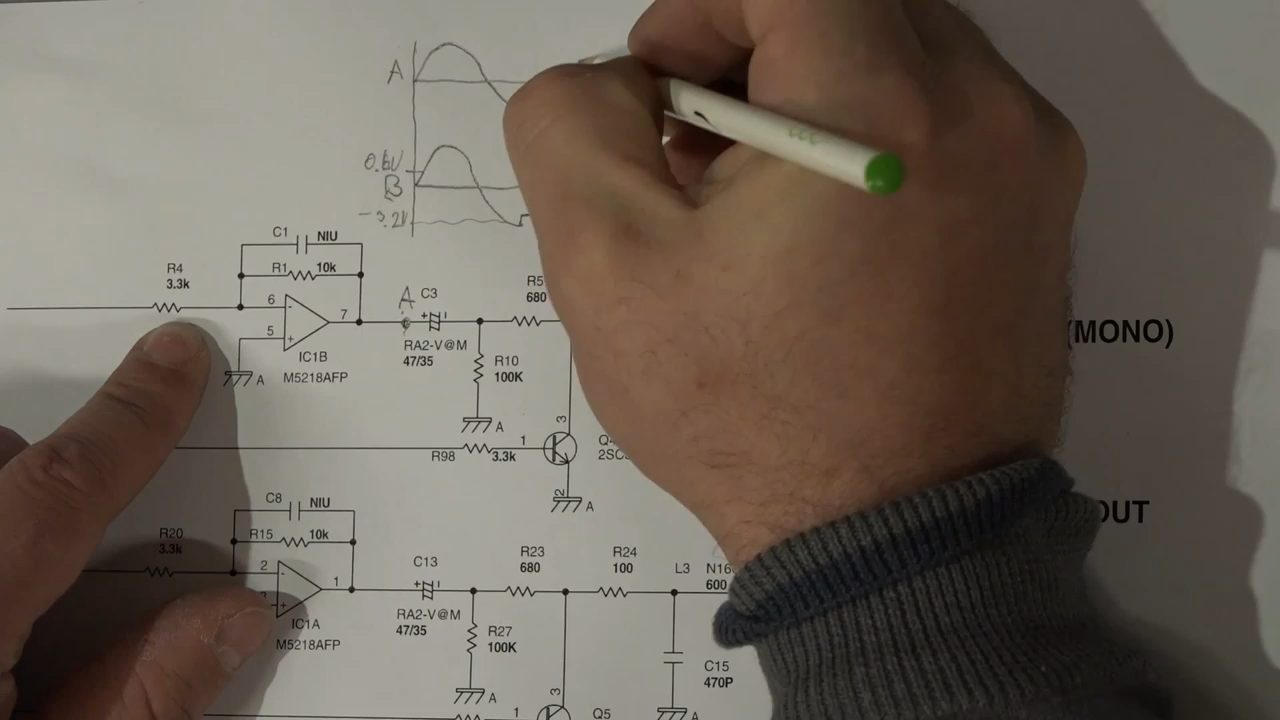 A
0.6V
B
C1 NIU
R4
3.3k
R1 10k
6
5
7
A
C3
R5
680
IC1B
M5218AFP
RA2-V@M
47/35
R10
100K
(MONO)
A
A
3
1
R98 3.3k
2
A
C8 NIU
R20
3.3k
R15 10k
2
1
OUT
C13
R23
680
R24
100
L3
600
IC1A
M5218AFP
RA2-V@M
47/35
R27
100K
C15
470P
A
3
1
Q5
A